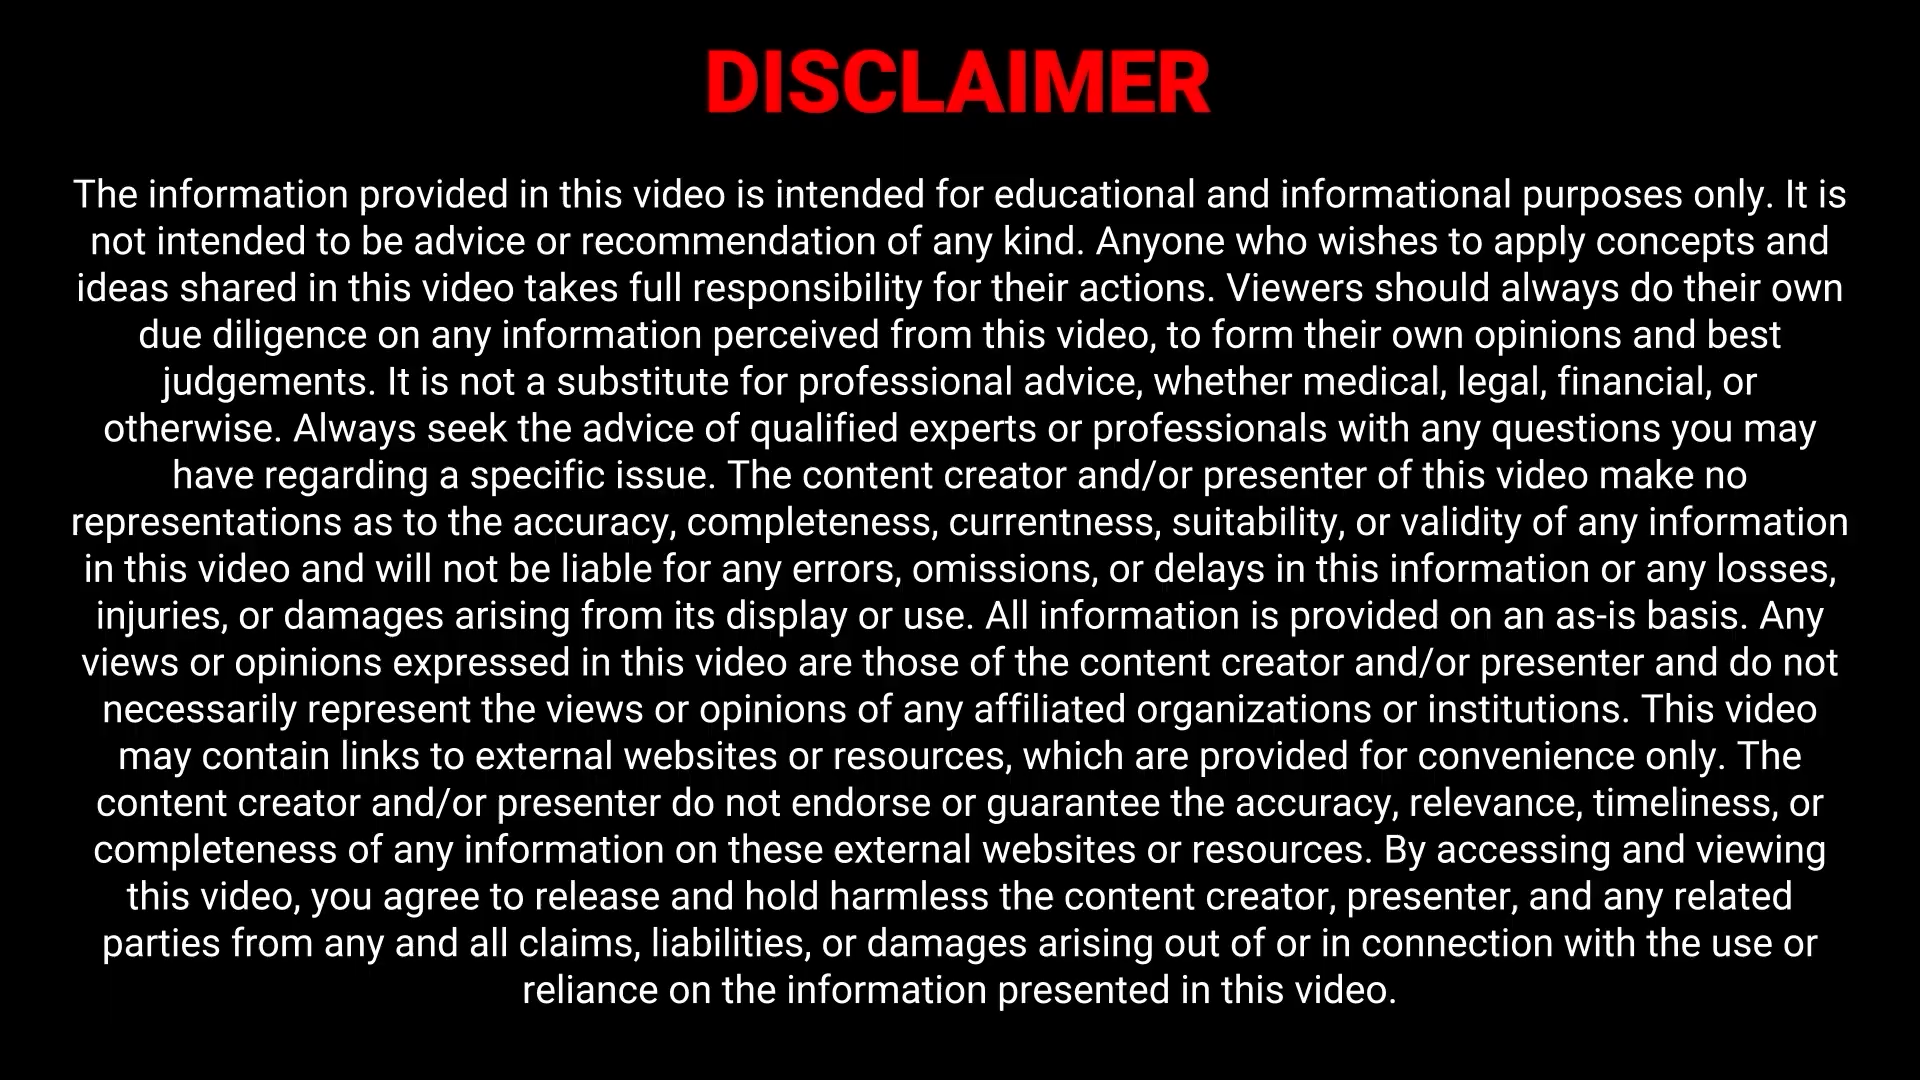 DISCLAIMER
The information provided in this video is intended for educational and informational purposes only. It is
not intended to be advice or recommendation of any kind. Anyone who wishes to apply concepts and
ideas shared in this video takes full responsibility for their actions. Viewers should always do their own
due diligence on any information perceived from this video, to form their own opinions and best
judgements. It is not a substitute for professional advice, whether medical, legal, financial, or
otherwise. Always seek the advice of qualified experts or professionals with any questions you may
have regarding a specific issue. The content creator and/or presenter of this video make no
representations as to the accuracy, completeness, currentness, suitability, or validity of any information
in this video and will not be liable for any errors, omissions, or delays in this information or any losses,
injuries, or damages arising from its display or use. All information is provided on an as-is basis. Any
views or opinions expressed in this video are those of the content creator and/or presenter and do not
necessarily represent the views or opinions of any affiliated organizations or institutions. This video
may contain links to external websites or resources, which are provided for convenience only. The
content creator and/or presenter do not endorse or guarantee the accuracy, relevance, timeliness, or
completeness of any information on these external websites or resources. By accessing and viewing
this video, you agree to release and hold harmless the content creator, presenter, and any related
parties from any and all claims, liabilities, or damages arising out of or in connection with the use or
reliance on the information presented in this video.